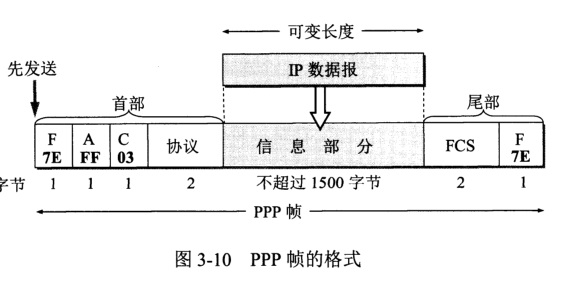 可变长度
先发送
IP 数据报
首部
尾部
F
7E
A
FF
C
03
协议
信息部分
FCS
F
7E
字节
1
1
1
2
不超过 1500 字节
2
1
PPP 帧
图 3-10 PPP 帧的格式